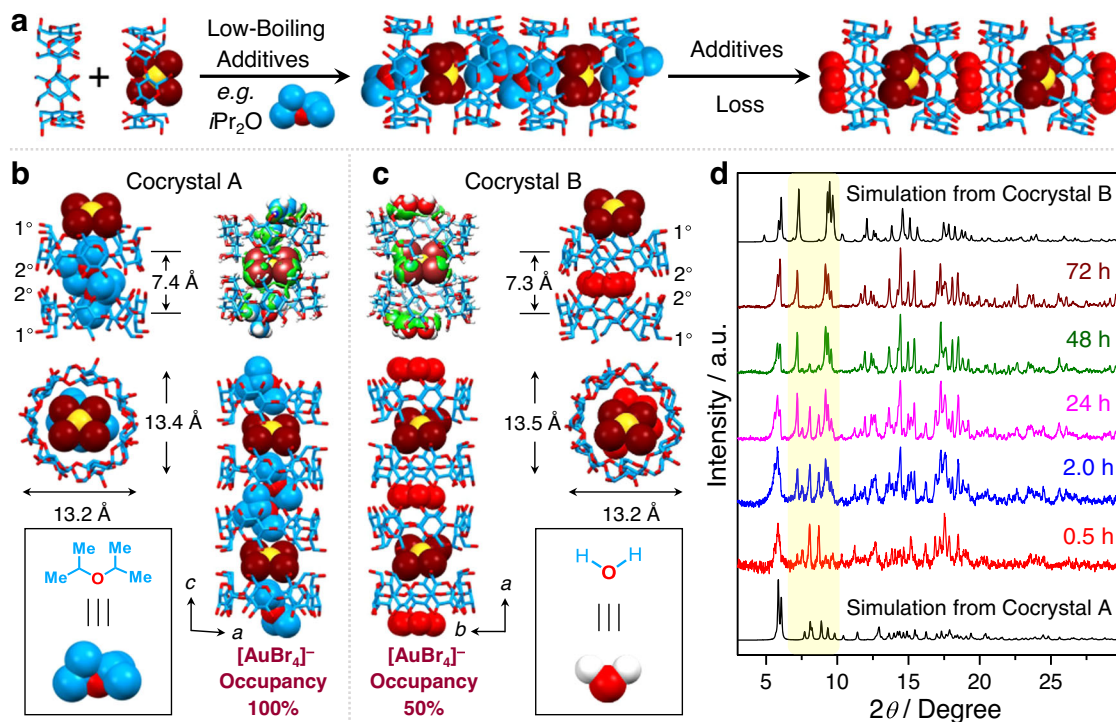 a
Low-Boiling
Additives
e.g.
iPr₂O
+
Additives
Loss
b
Cocrystal A
1°
2°
2°
1°
7.4 Å
13.4 Å
13.2 Å
Me
Me
Me
O
Me
c
a
[AuBr₄]⁻
Occupancy
100%
c
Cocrystal B
7.3 Å
1°
2°
2°
1°
13.5 Å
13.2 Å
H
H
O
a
b
[AuBr₄]⁻
Occupancy
50%
d
Simulation from Cocrystal B
72 h
48 h
24 h
2.0 h
0.5 h
Simulation from Cocrystal A
Intensity / a.u.
5 10 15 20 25
2θ / Degree